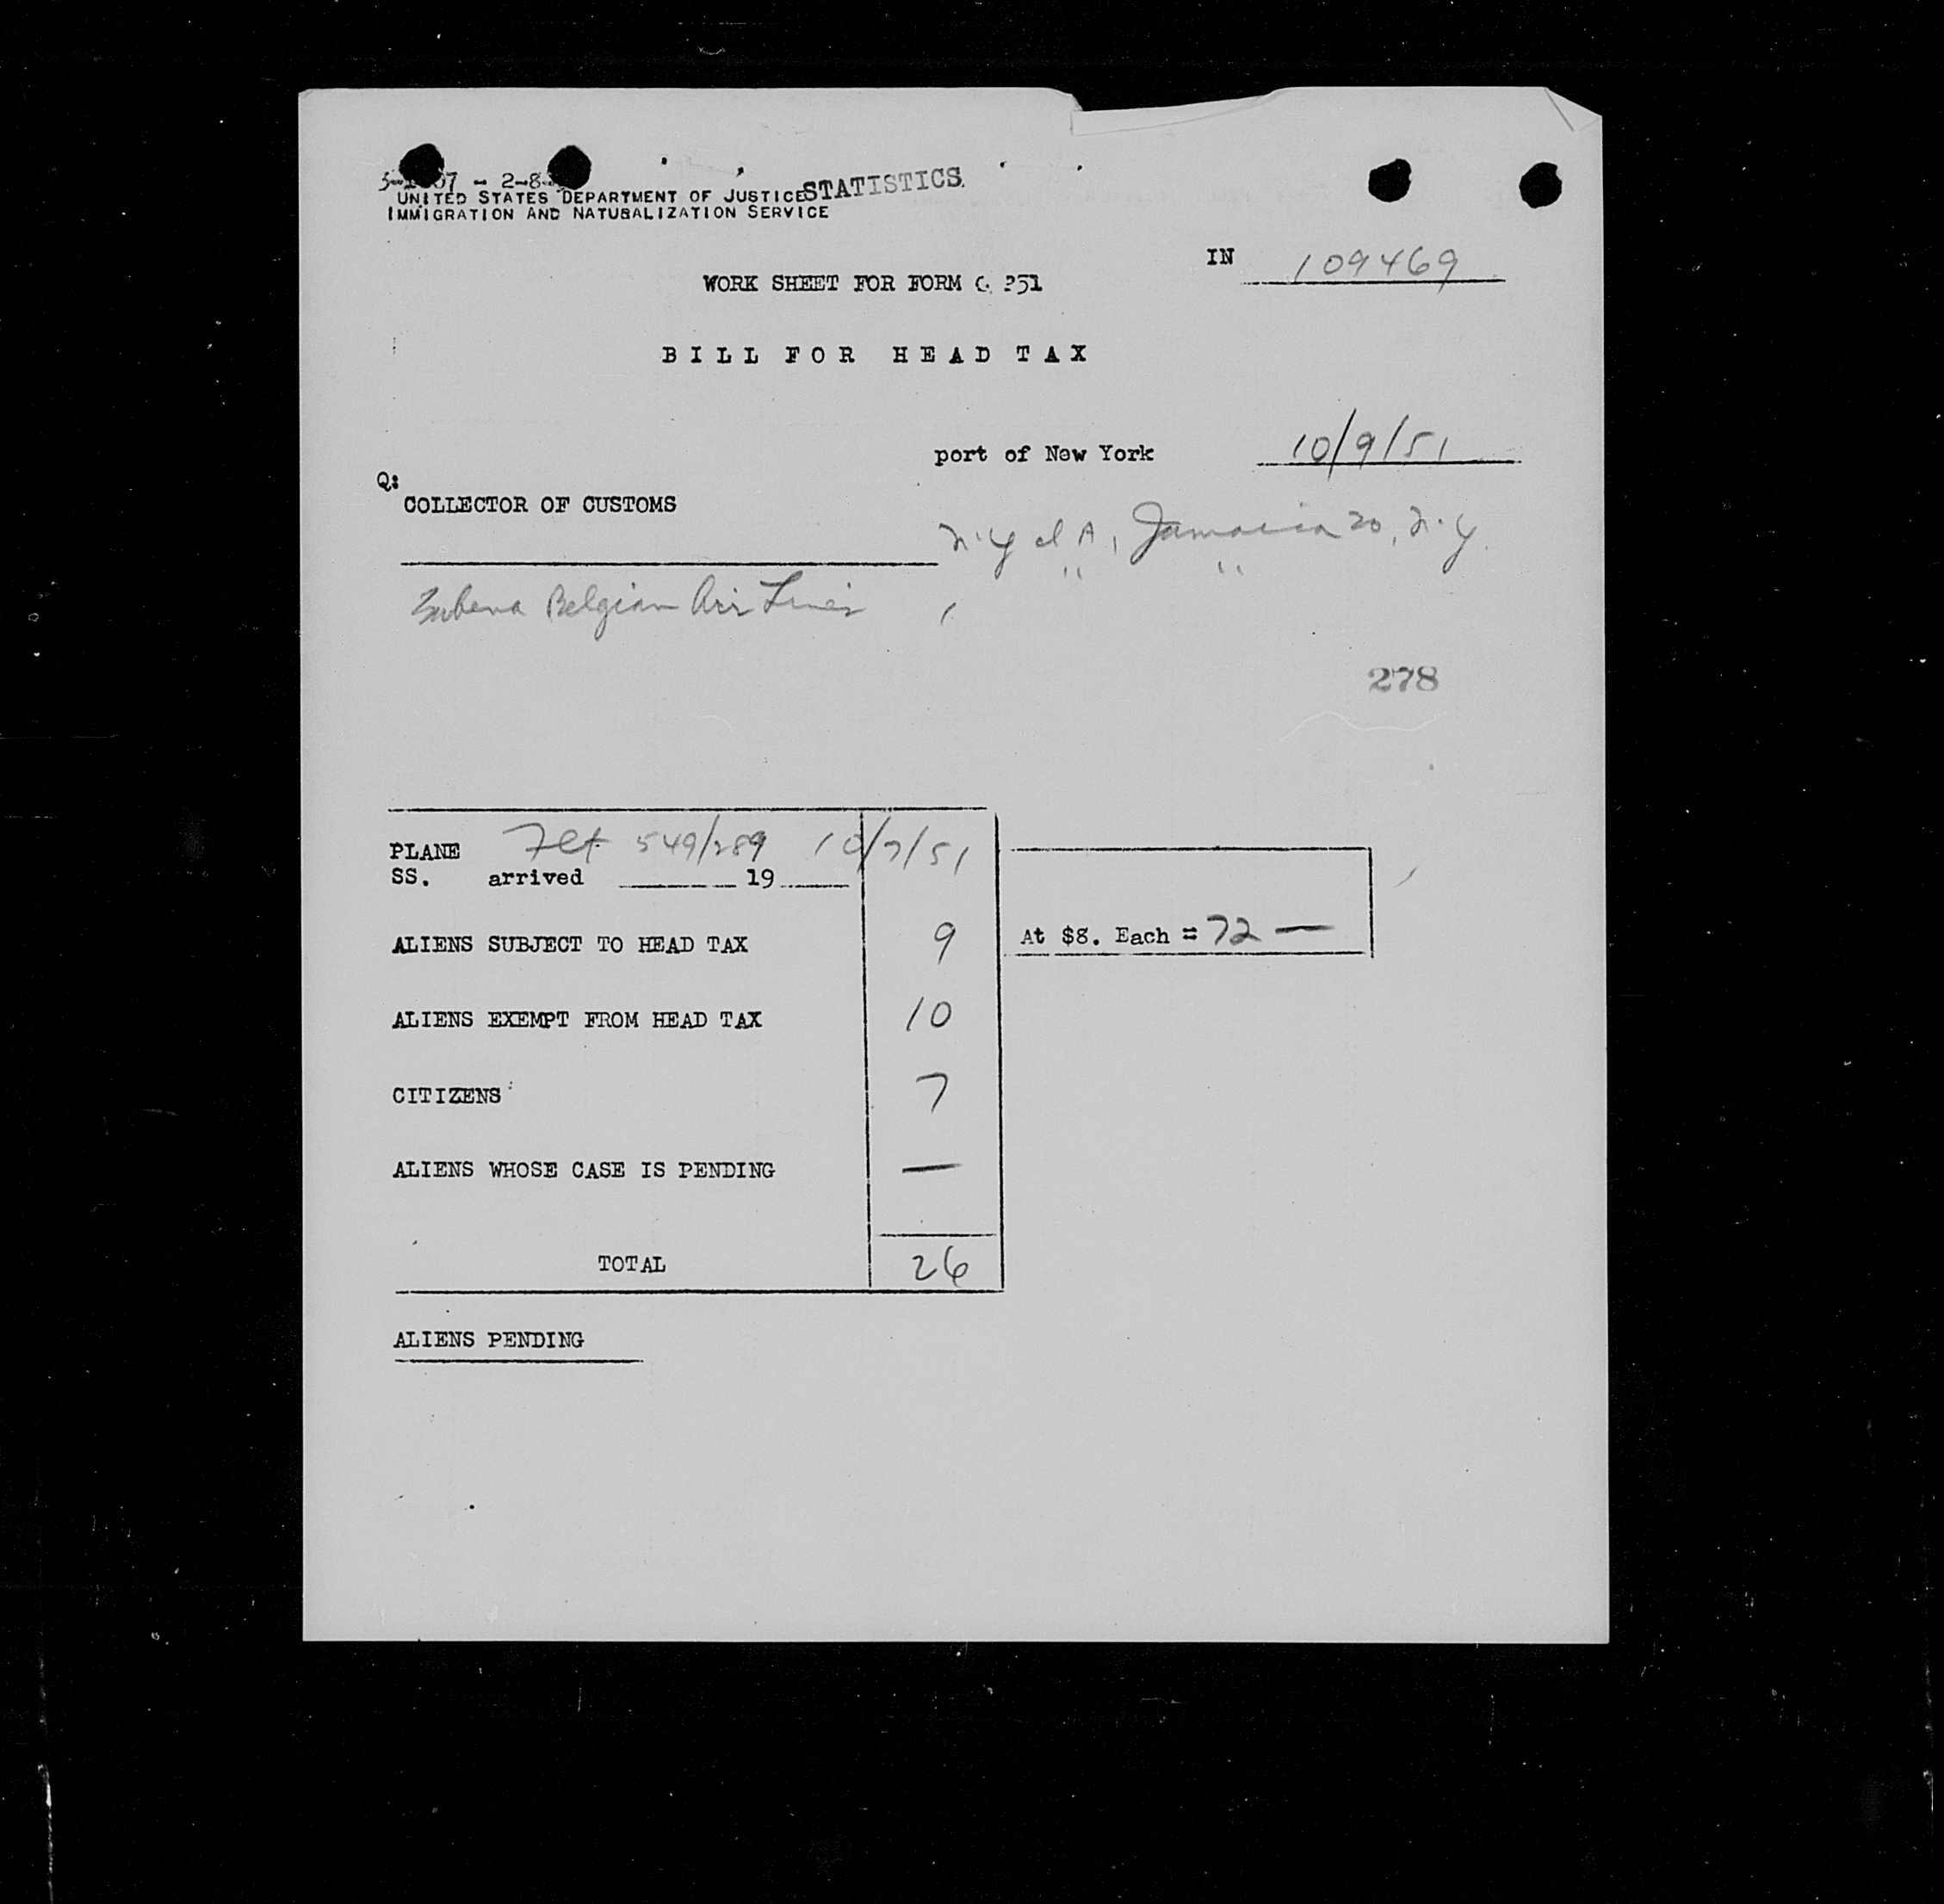 UNITED STATES DEPARTMENT OF JUSTICE STATISTICS.
IMMIGRATION AND NATURALIZATION SERVICE
IN 109469
WORK SHEET FOR FORM
BILL FOR HEAD TAX
port of New York 10/9/51
Q:
COLLECTOR OF CUSTOMS
N.Y.I.A, Jamaica 20, N.Y.
Sabena Belgian Air Lines , " "
278
PLANE Flt 549/289 10/7/51
SS. arrived 19
ALIENS SUBJECT TO HEAD TAX 9 At $8. Each = 72 —
ALIENS EXEMPT FROM HEAD TAX 10
CITIZENS 7
ALIENS WHOSE CASE IS PENDING —
TOTAL 26
ALIENS PENDING